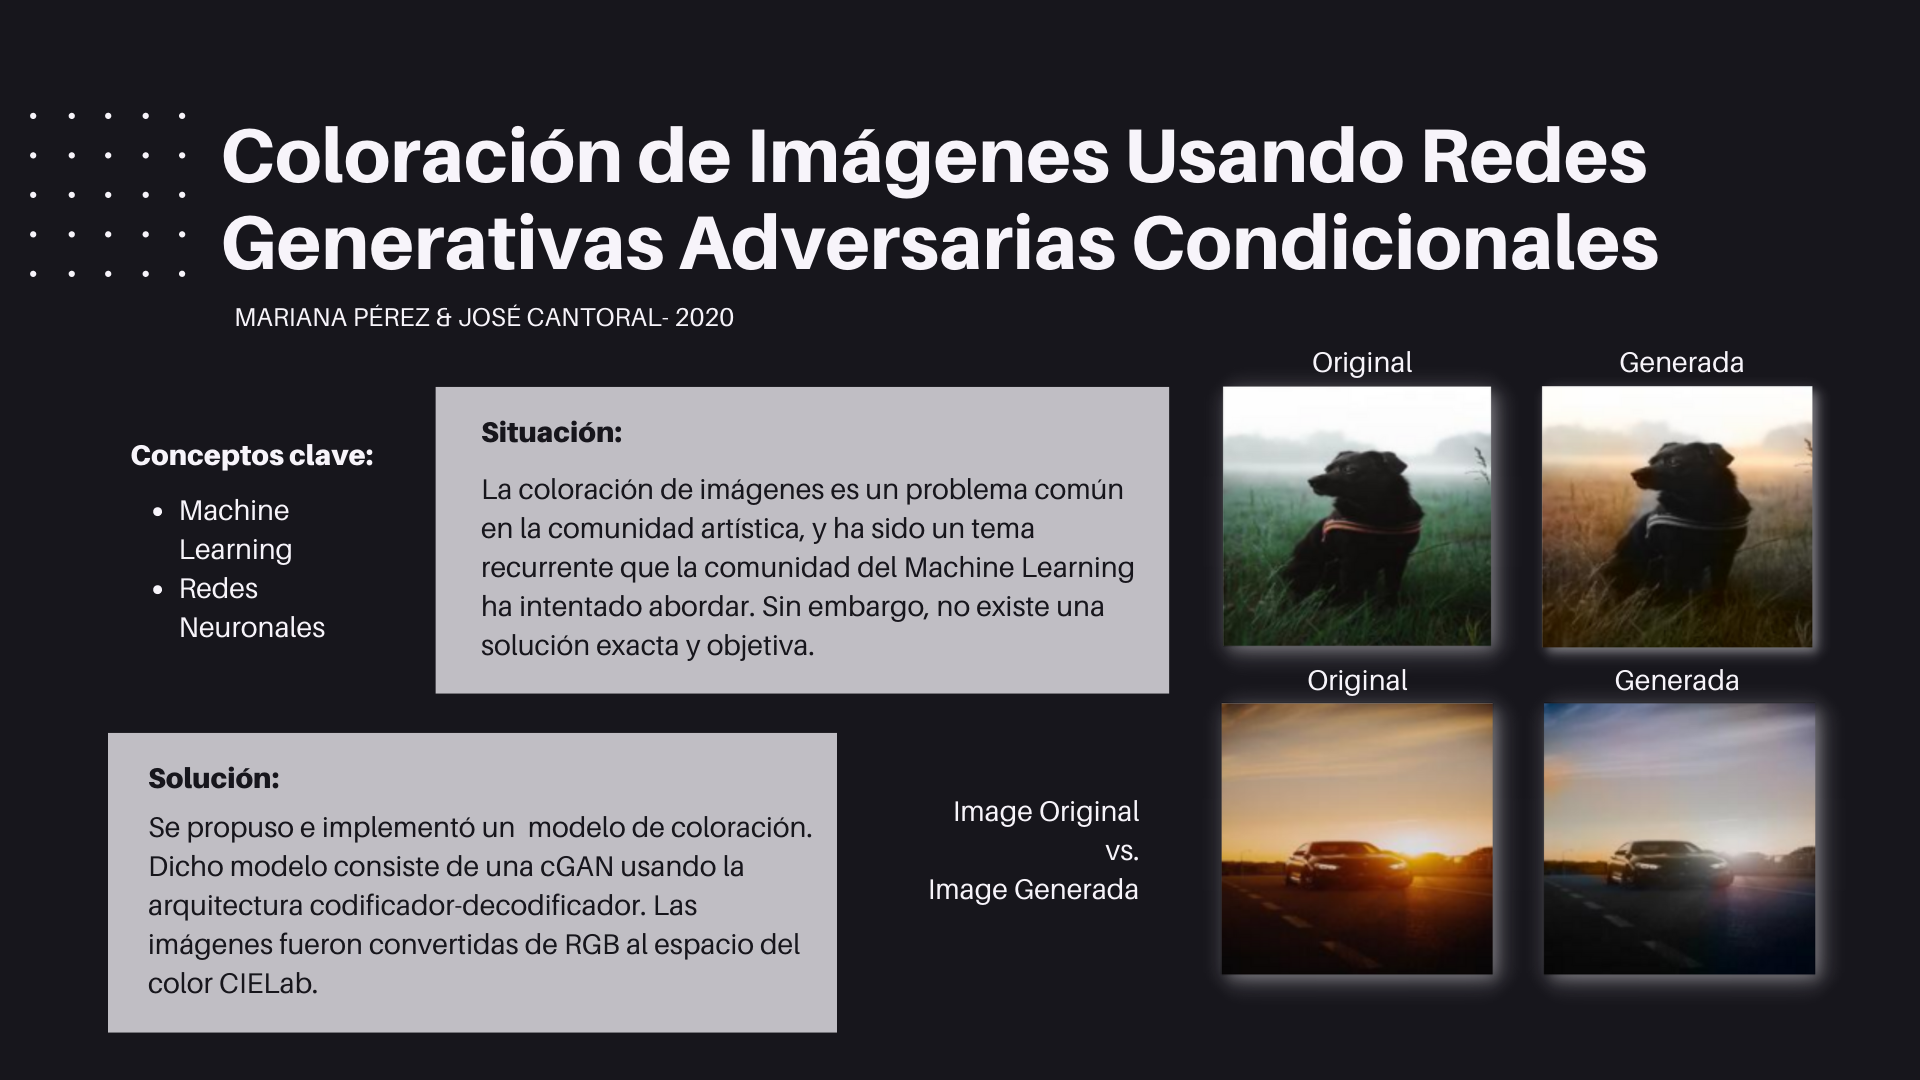 Coloración de Imágenes Usando Redes
Generativas Adversarias Condicionales
MARIANA PÉREZ & JOSÉ CANTORAL- 2020
Conceptos clave:
• Machine
Learning
• Redes
Neuronales
Situación:
La coloración de imágenes es un problema común
en la comunidad artística, y ha sido un tema
recurrente que la comunidad del Machine Learning
ha intentado abordar. Sin embargo, no existe una
solución exacta y objetiva.
Original
Generada
Original
Generada
Solución:
Se propuso e implementó un  modelo de coloración.
Dicho modelo consiste de una cGAN usando la
arquitectura codificador-decodificador. Las
imágenes fueron convertidas de RGB al espacio del
color CIELab.
Image Original
vs.
Image Generada